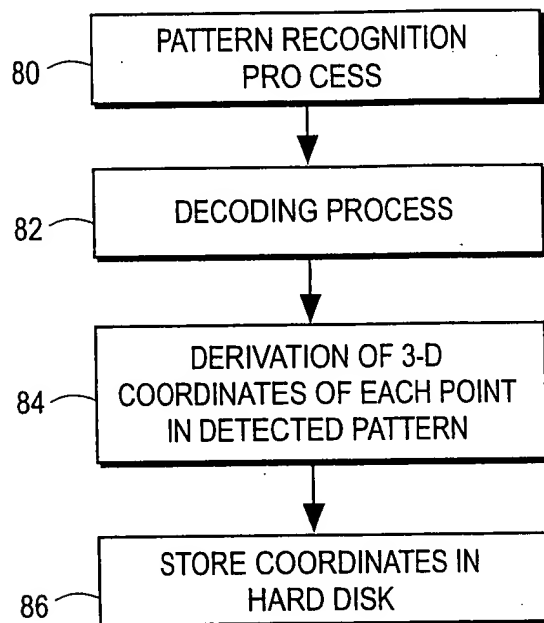 PATTERN RECOGNITION
PRO CESS
80
DECODING PROCESS
82
DERIVATION OF 3-D
COORDINATES OF EACH POINT
IN DETECTED PATTERN
84
STORE COORDINATES IN
HARD DISK
86